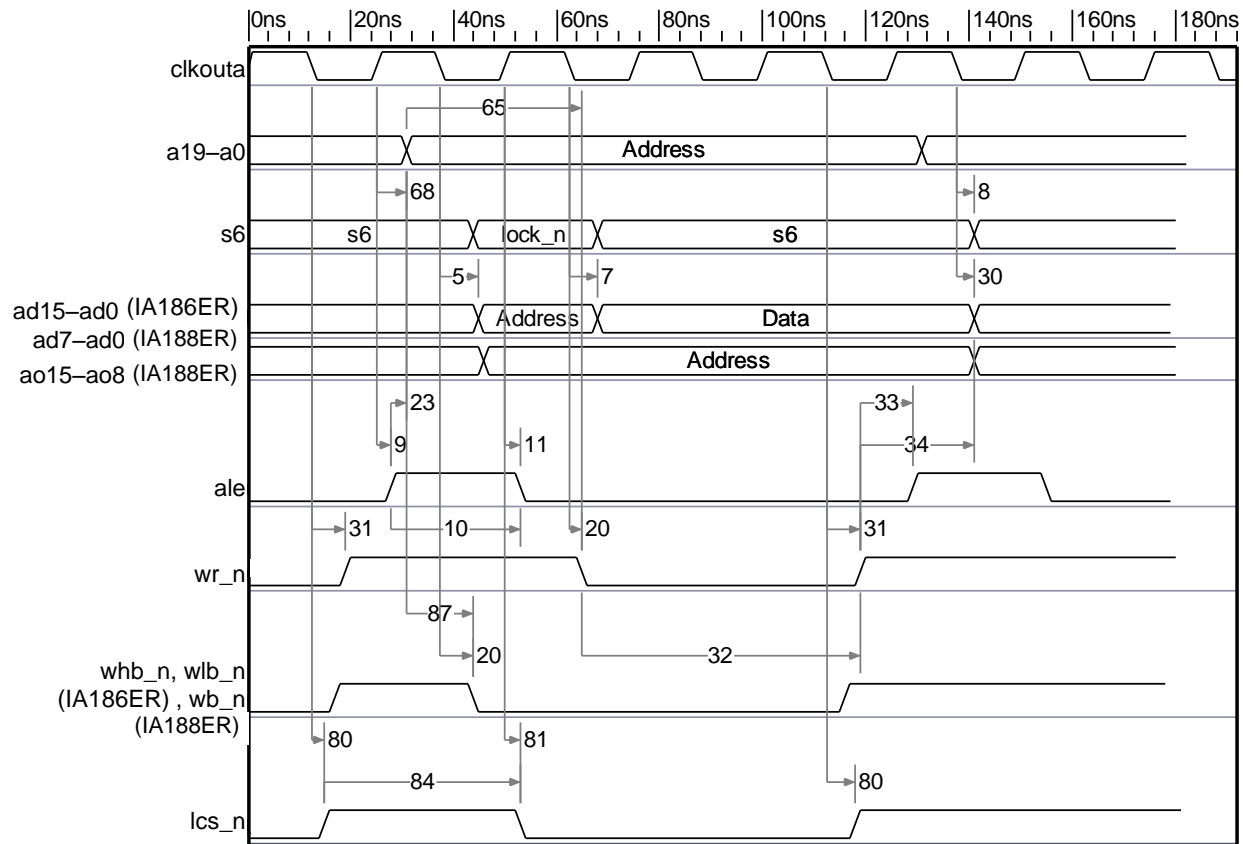 0ns 20ns 40ns 60ns 80ns 100ns 120ns 140ns 160ns 180ns
clkouta
65
a19–a0 Address
68 8
s6 s6 lock_n s6
5 7 30
ad15–ad0 (IA186ER) Address Data
ad7–ad0 (IA188ER)
ao15–ao8 (IA188ER) Address
23 33
9 11 34
ale
31 10 20 31
wr_n
87
20 32
whb_n, wlb_n
(IA186ER) , wb_n
(IA188ER)
80 81
84 80
lcs_n